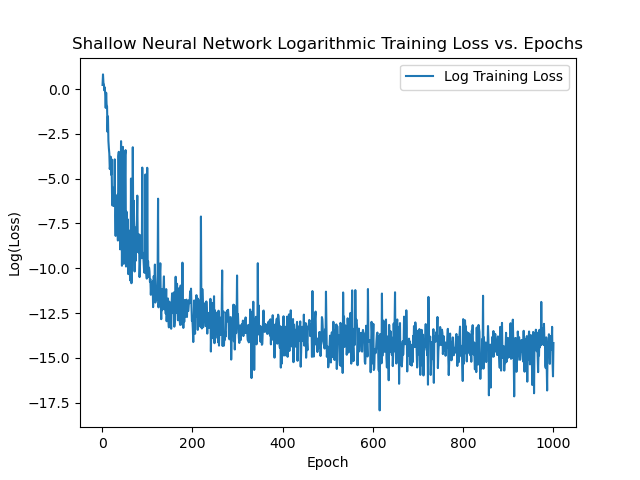 Shallow Neural Network Logarithmic Training Loss vs. Epochs
Log Training Loss
0.0
−2.5
−5.0
−7.5
−10.0
−12.5
−15.0
−17.5
Log(Loss)
0 200 400 600 800 1000
Epoch